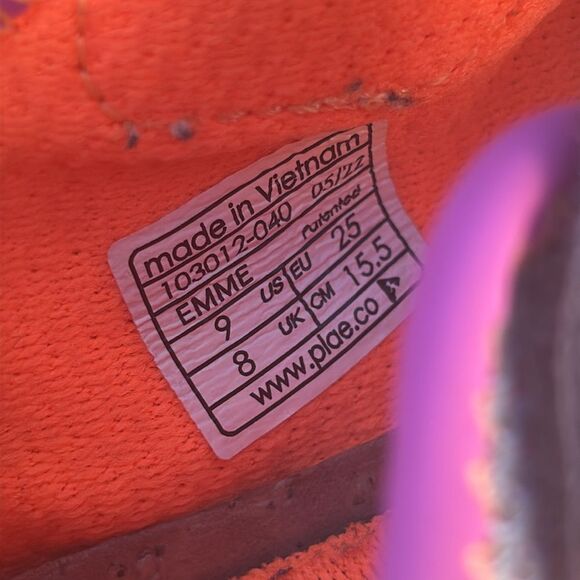 made in Vietnam
103012-040 05/22
EMME Patented
9 US EU 25
8 UK CM 15.5
www.plae.co